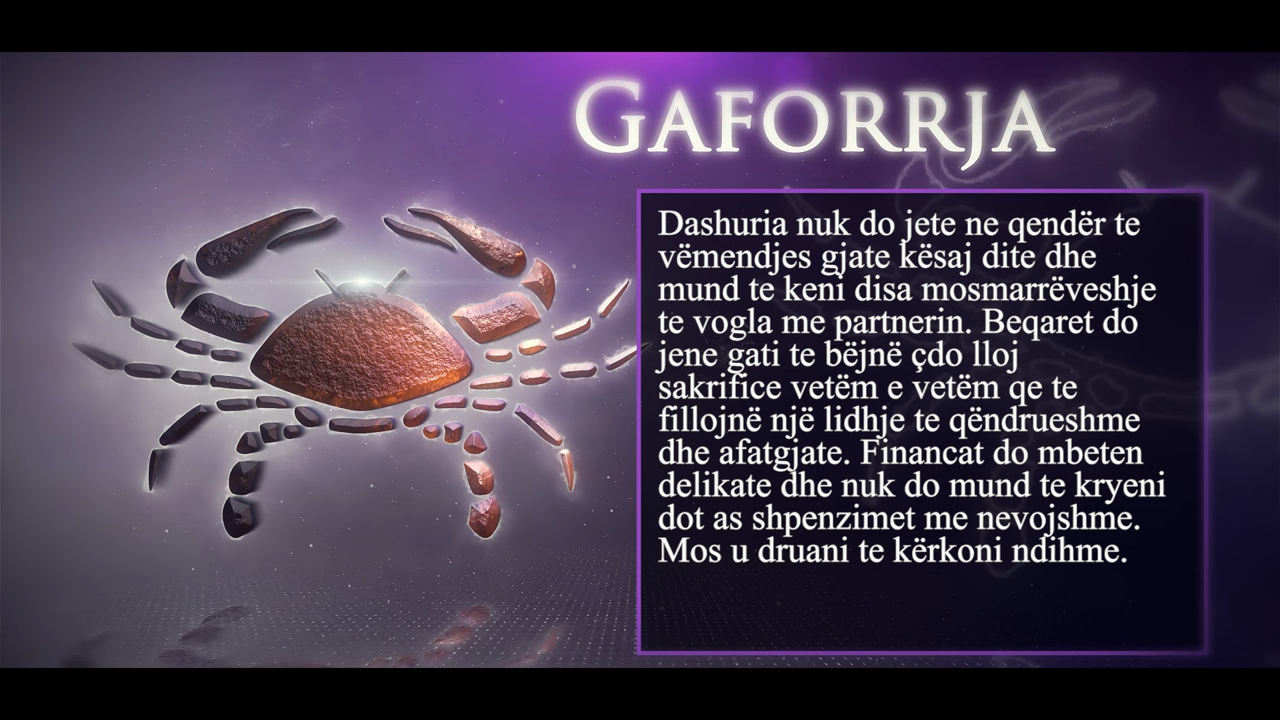 GAFORRJA
Dashuria nuk do jete ne qendër te
vëmendjes gjate kësaj dite dhe
mund te keni disa mosmarrëveshje
te vogla me partnerin. Beqaret do
jene gati te bëjnë çdo lloj
sakrifice vetëm e vetëm qe te
fillojnë një lidhje te qëndrueshme
dhe afatgjate. Financat do mbeten
delikate dhe nuk do mund te kryeni
dot as shpenzimet me nevojshme.
Mos u druani te kërkoni ndihme.